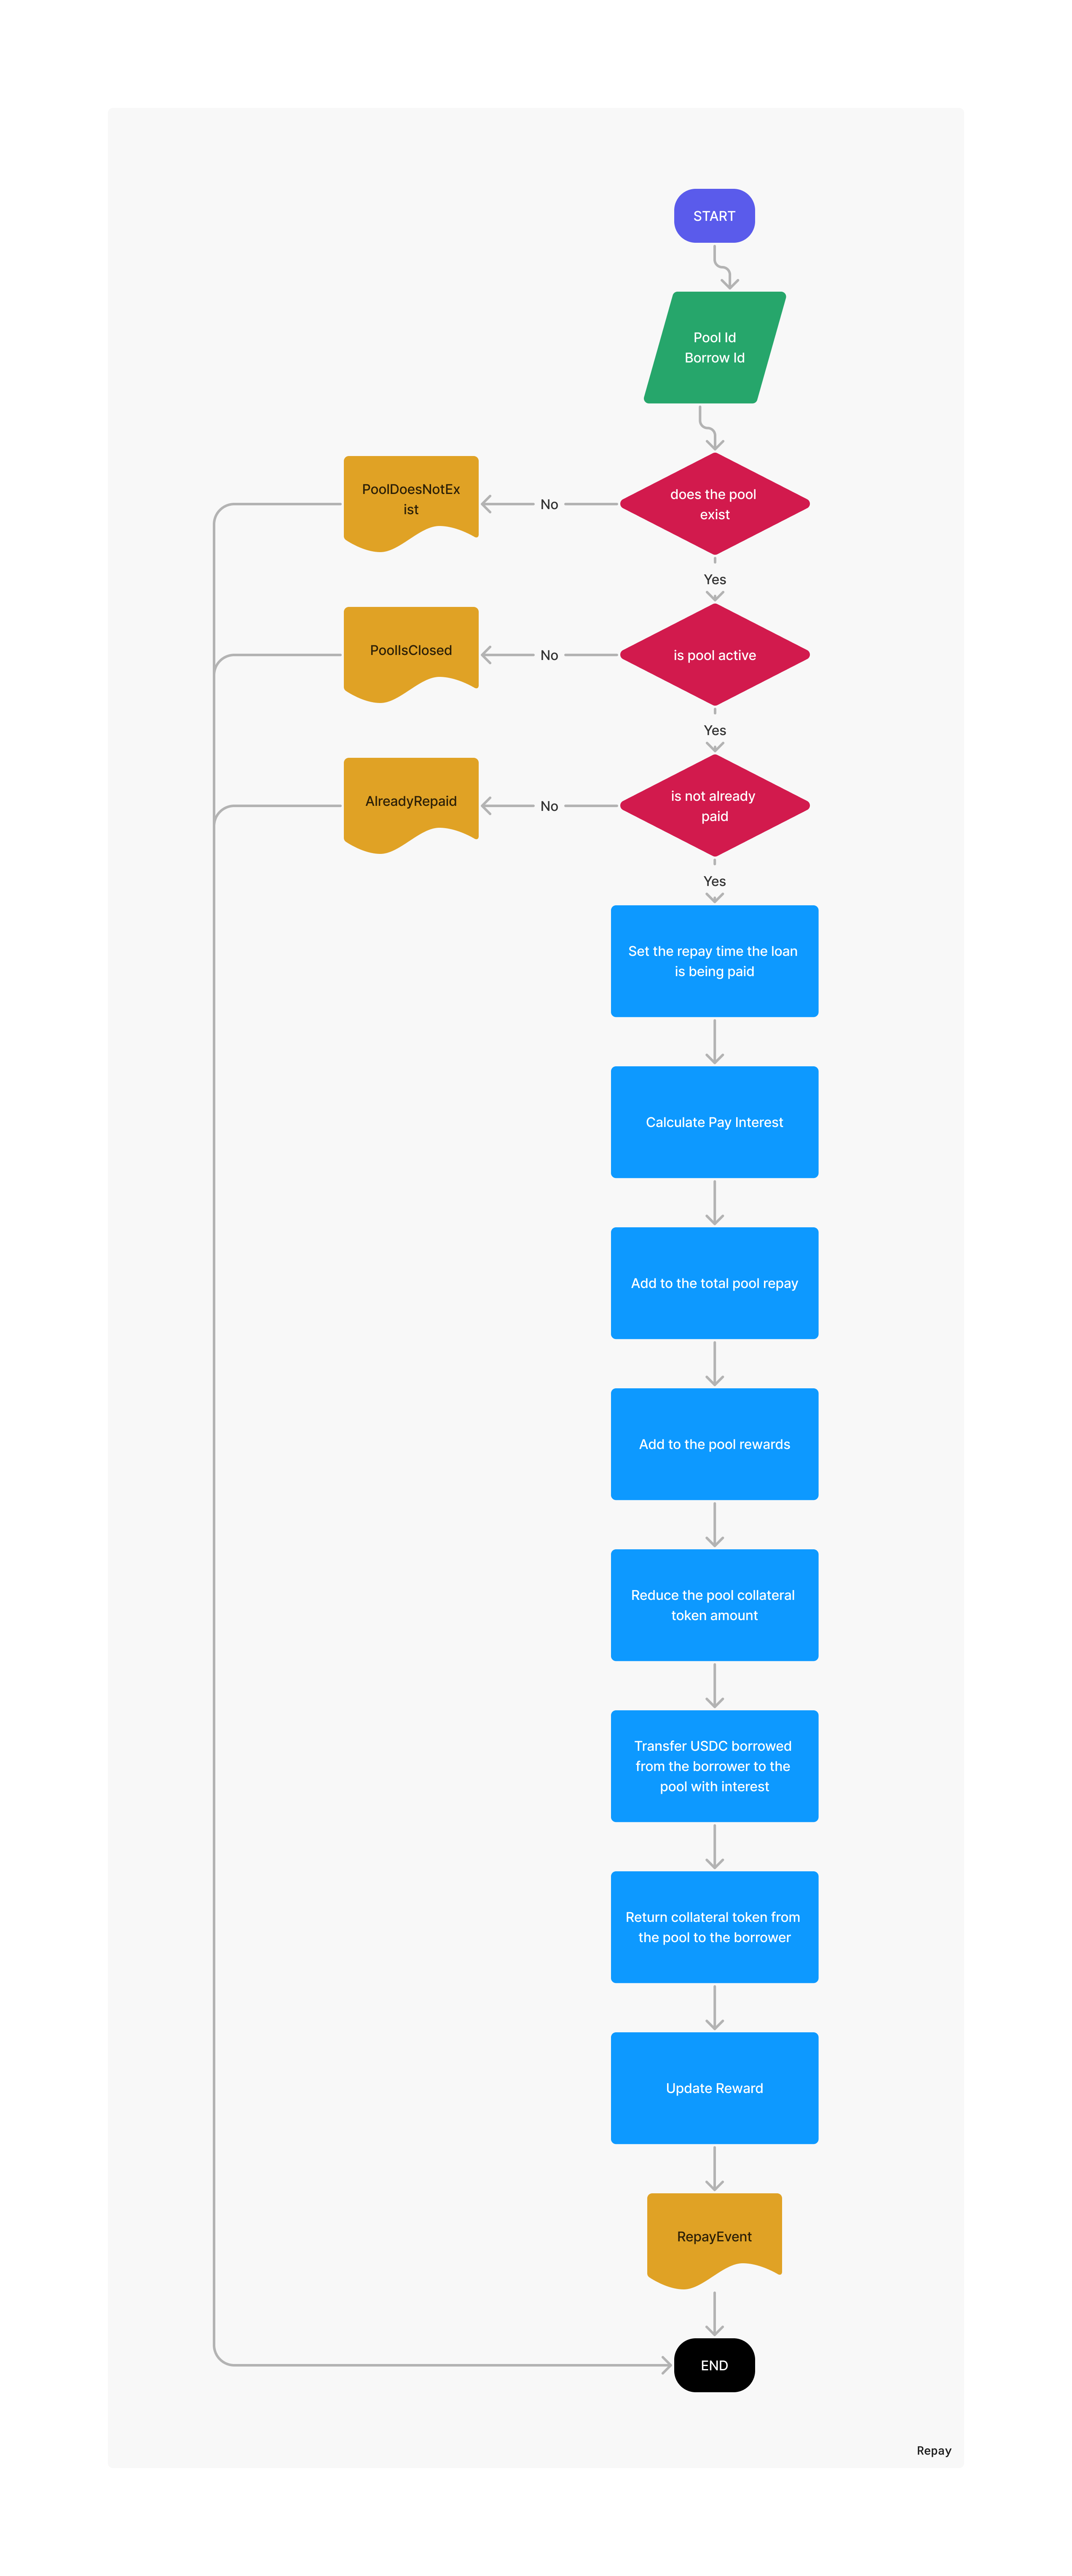 START
Pool Id
Borrow Id
does the pool
exist
No
PoolDoesNotEx
ist
Yes
is pool active
No
PoolIsClosed
Yes
is not already
paid
No
AlreadyRepaid
Yes
Set the repay time the loan
is being paid
Calculate Pay Interest
Add to the total pool repay
Add to the pool rewards
Reduce the pool collateral
token amount
Transfer USDC borrowed
from the borrower to the
pool with interest
Return collateral token from
the pool to the borrower
Update Reward
RepayEvent
END
Repay